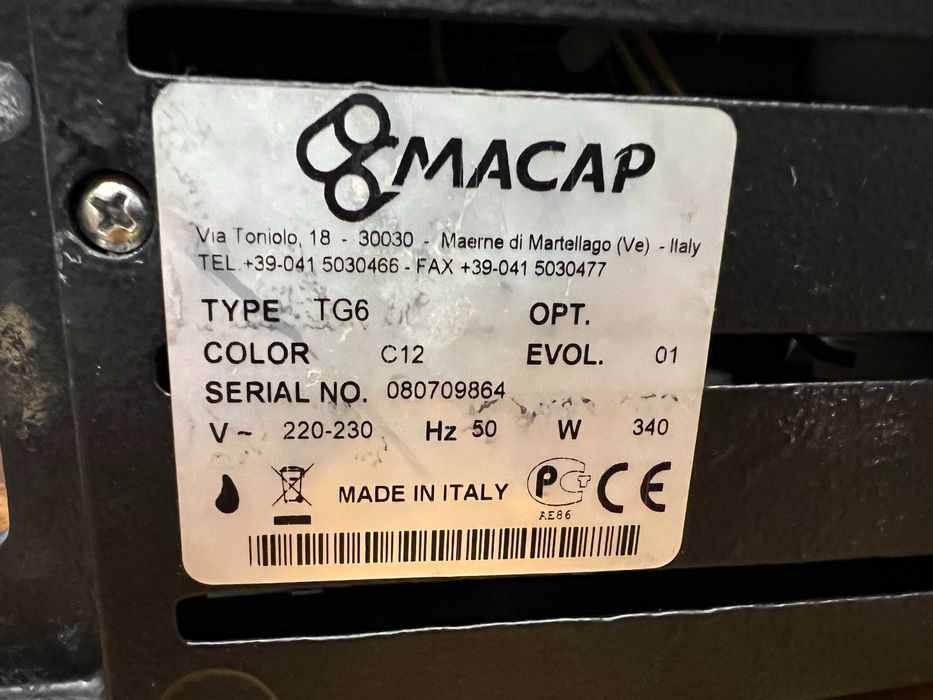 MACAP
Via Toniolo, 18 - 30030 - Maerne di Martellago (Ve) - Italy
TEL. +39-041 5030466 - FAX +39-041 5030477
TYPE TG6 OPT.
COLOR C12 EVOL. 01
SERIAL NO. 080709864
V ~ 220-230 Hz 50 W 340
MADE IN ITALY PCT CE
AE86